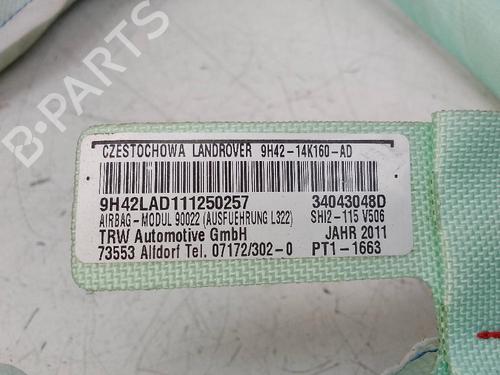 CZESTOCHOWA LANDROVER 9H42-14K160-AD
9H42LAD111250257 34043048D
AIRBAG-MODUL 90022 (AUSFUEHRUNG L322) SHI2-115 V506
TRW Automotive GmbH JAHR 2011
73553 Alfdorf Tel. 07172/302-0 PT1-1663
B-PARTS